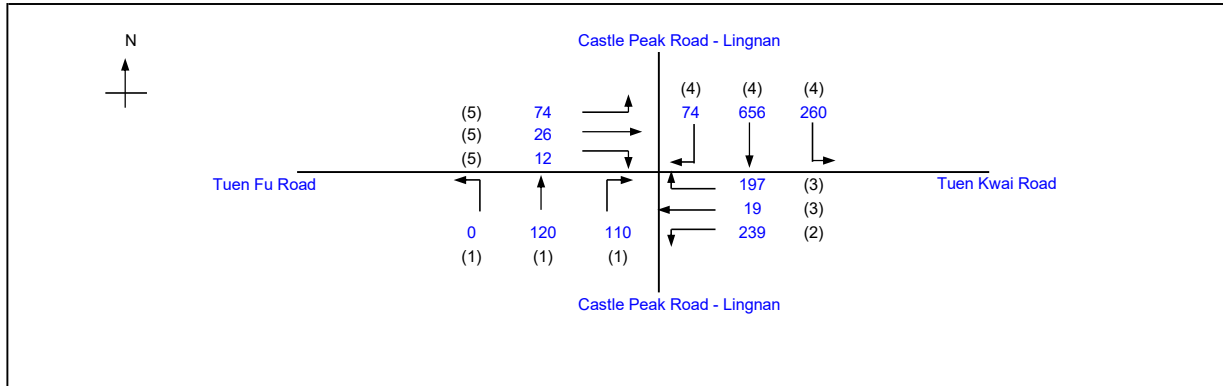 N
Castle Peak Road - Lingnan
(4) (4) (4)
(5) 74 74 656 260
(5) 26
(5) 12
Tuen Fu Road Tuen Kwai Road
197 (3)
19 (3)
0 120 110 239 (2)
(1) (1) (1)
Castle Peak Road - Lingnan